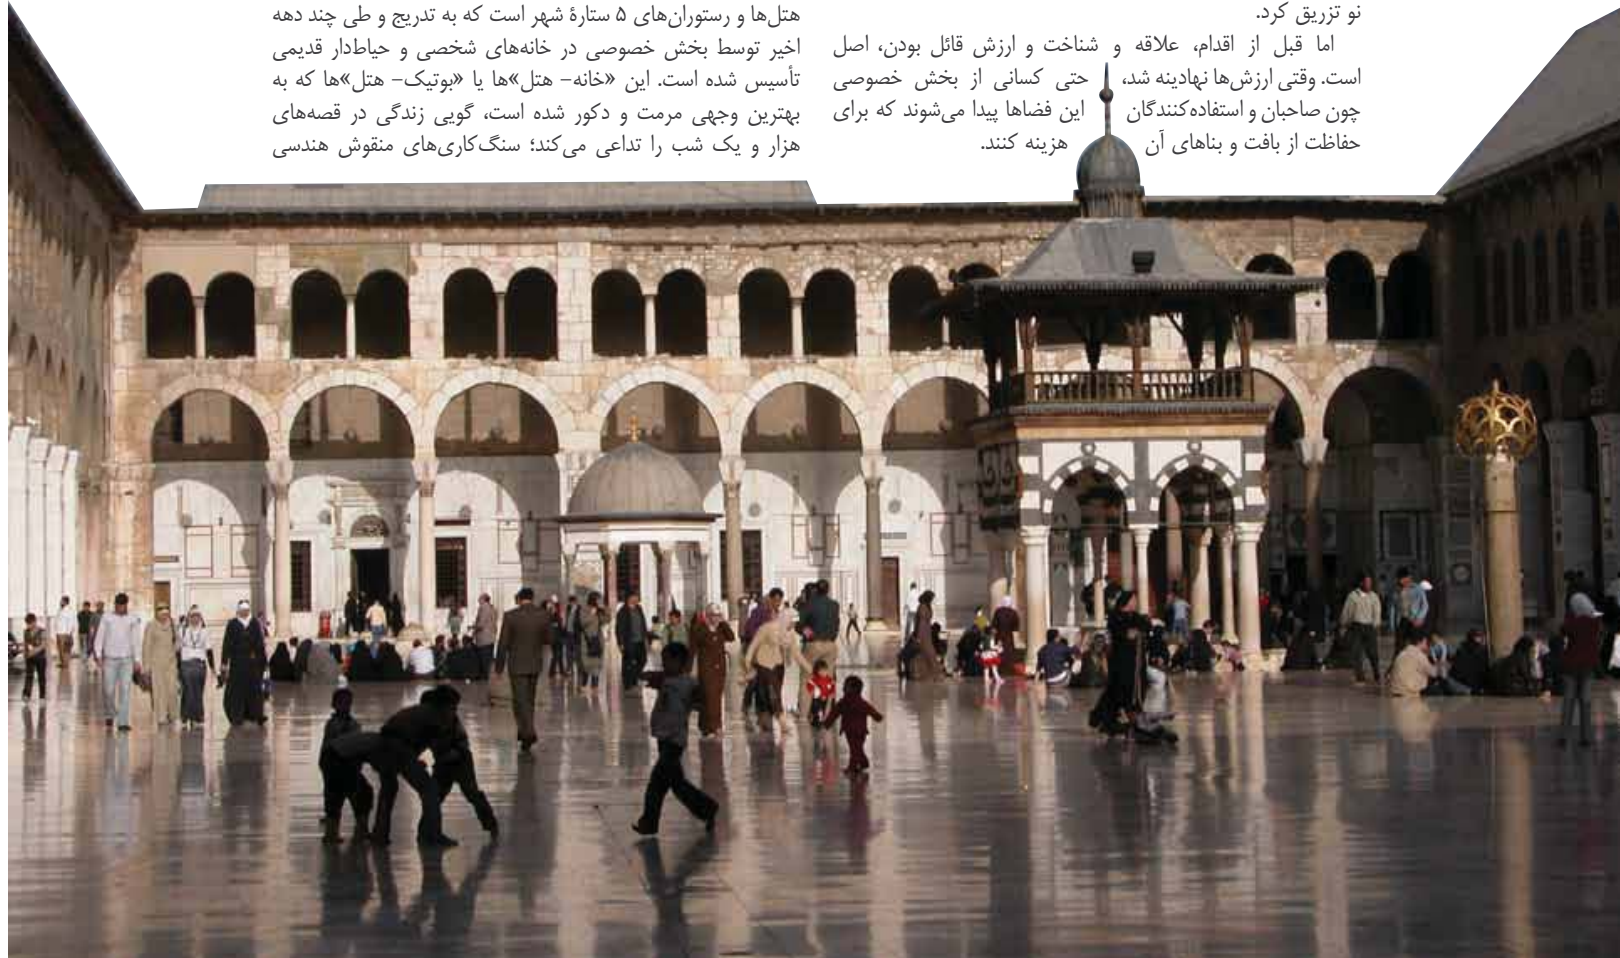 نو تزریق کرد.
اما قبل از اقدام، علاقه و شناخت و ارزش قائل بودن، اصل
است. وقتی ارزش‌ها نهادینه شد، حتی کسانی از بخش خصوصی
چون صاحبان و استفاده‌کنندگان این فضاها پیدا می‌شوند که برای
حفاظت از بافت و بناهای آن هزینه کنند.
هتل‌ها و رستوران‌های ۵ ستارهٔ شهر است که به تدریج و طی چند دهه
اخیر توسط بخش خصوصی در خانه‌های شخصی و حیاط‌دار قدیمی
تأسیس شده است. این «خانه- هتل»ها یا «بوتیک- هتل»ها که به
بهترین وجهی مرمت و دکور شده است، گویی زندگی در قصه‌های
هزار و یک شب را تداعی می‌کند؛ سنگ‌کاری‌های منقوش هندسی